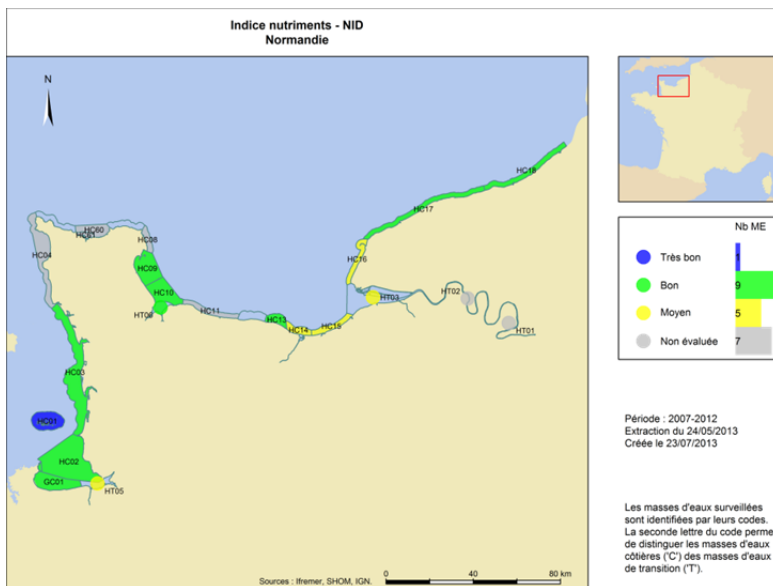 Indice nutriments - NID
Normandie
N
HC18
HC17
HC60
HC61
HC08
HC04
HC16
HC09
HC10
HT03
HT02
HC11
HT06
HC13
HC14
HC15
HT01
HC03
HC01
HC02
GC01
HT05
Sources : Ifremer, SHOM, IGN.
0 40 80 km
Nb ME
Très bon 1
Bon 9
Moyen 5
Non évaluée 7
Période : 2007-2012
Extraction du 24/05/2013
Créée le 23/07/2013
Les masses d'eaux surveillées
sont identifiées par leurs codes.
La seconde lettre du code perme
de distinguer les masses d'eaux
côtières ('C') des masses d'eaux
de transition ('T').